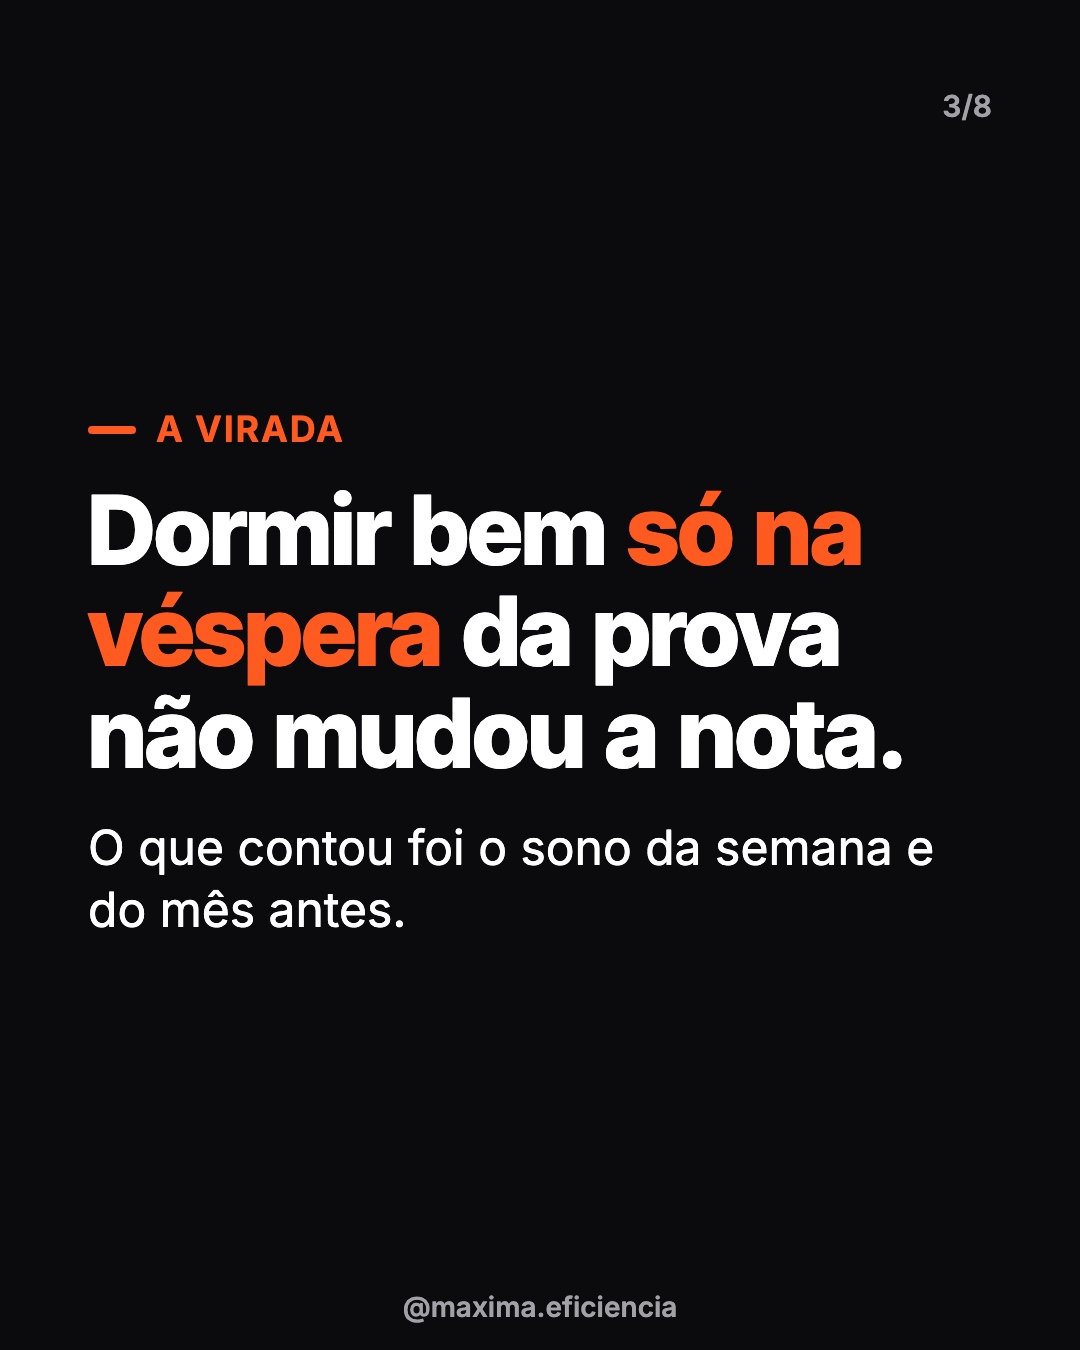 3/8
A VIRADA
Dormir bem só na
véspera da prova
não mudou a nota.
O que contou foi o sono da semana e
do mês antes.
@maxima.eficiencia